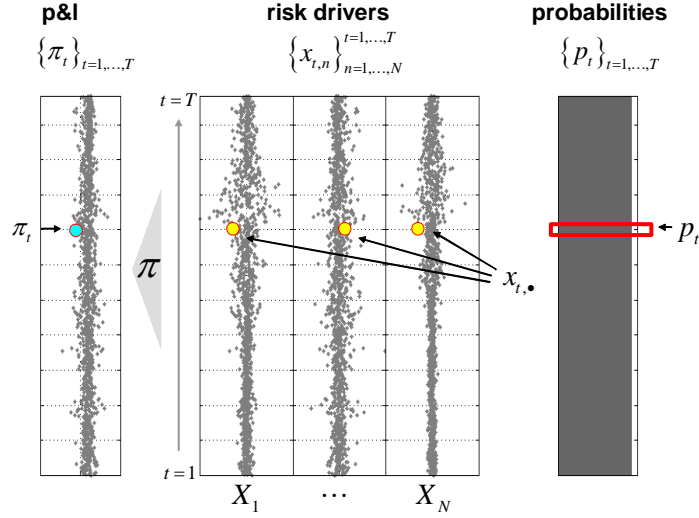 p&l risk drivers probabilities
{π_t}_{t=1,…,T} {x_{t,n}}^{t=1,…,T}_{n=1,…,N} {p_t}_{t=1,…,T}
t = T
π_t
p_t
π
x_{t,•}
t = 1
X_1 ⋯ X_N